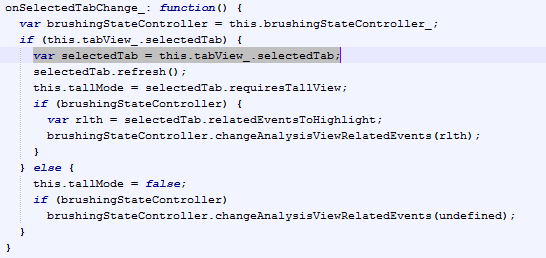 onSelectedTabChange_: function() {
  var brushingStateController = this.brushingStateController_;
  if (this.tabView_.selectedTab) {
    var selectedTab = this.tabView_.selectedTab;
    selectedTab.refresh();
    this.tallMode = selectedTab.requiresTallView;
    if (brushingStateController) {
      var rlth = selectedTab.relatedEventsToHighlight;
      brushingStateController.changeAnalysisViewRelatedEvents(rlth);
    }
  } else {
    this.tallMode = false;
    if (brushingStateController)
      brushingStateController.changeAnalysisViewRelatedEvents(undefined);
  }
}